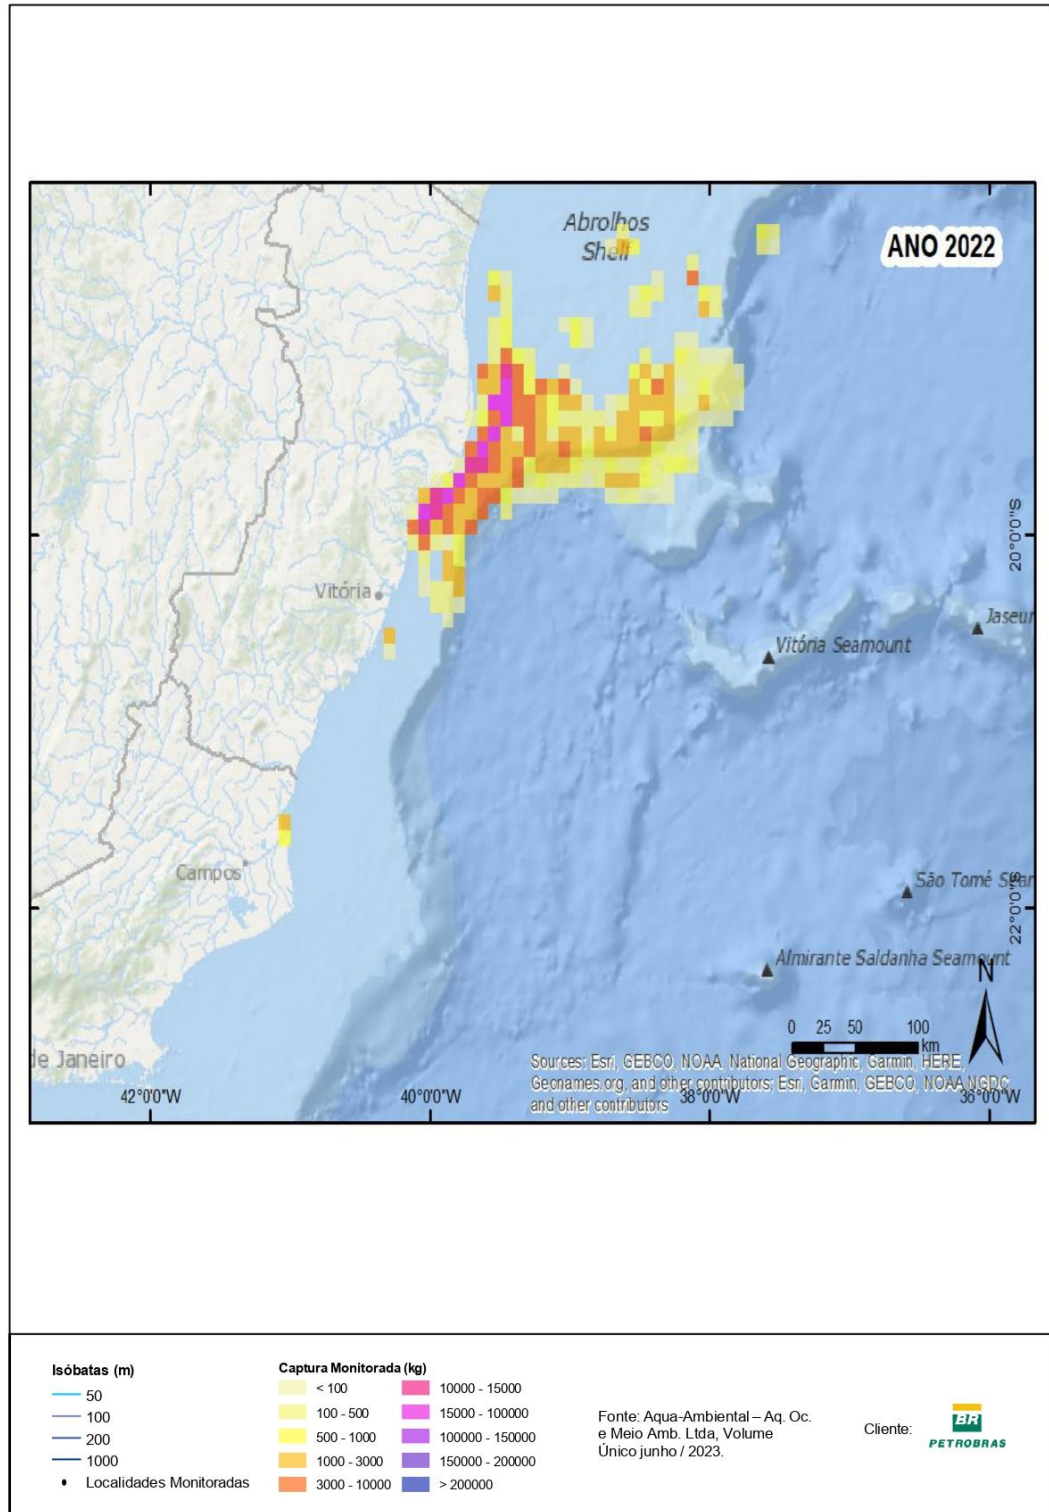 Abrolhos
Shelf
ANO 2022
20°0'0"S
Vitória
Vitória Seamount
Jaseur
Campos
São Tomé Sear
22°0'0"S
Almirante Saldanha Seamount
N
0 25 50 100
km
de Janeiro
Sources: Esri, GEBCO, NOAA, National Geographic, Garmin, HERE,
Geonames.org, and other contributors; Esri, Garmin, GEBCO, NOAA NGDC,
and other contributors
42°0'0"W 40°0'0"W 38°0'0"W 36°0'0"W
Isóbatas (m)
50
100
200
1000
Localidades Monitoradas
Captura Monitorada (kg)
< 100
100 - 500
500 - 1000
1000 - 3000
3000 - 10000
10000 - 15000
15000 - 100000
100000 - 150000
150000 - 200000
> 200000
Fonte: Aqua-Ambiental – Aq. Oc.
e Meio Amb. Ltda, Volume
Único junho / 2023.
Cliente:
BR
PETROBRAS